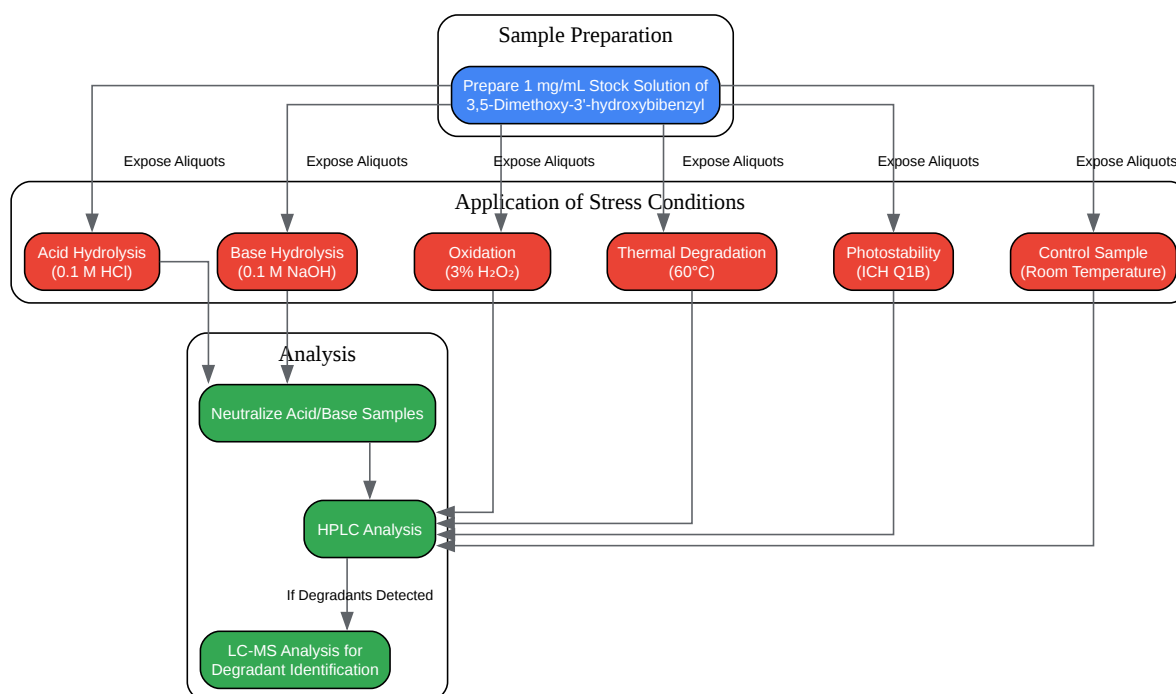 Sample Preparation
Prepare 1 mg/mL Stock Solution of
3,5-Dimethoxy-3'-hydroxybibenzyl
Expose Aliquots
Expose Aliquots
Expose Aliquots
Expose Aliquots
Expose Aliquots
Expose Aliquots
Application of Stress Conditions
Acid Hydrolysis
(0.1 M HCl)
Base Hydrolysis
(0.1 M NaOH)
Oxidation
(3% H₂O₂)
Thermal Degradation
(60°C)
Photostability
(ICH Q1B)
Control Sample
(Room Temperature)
Analysis
Neutralize Acid/Base Samples
HPLC Analysis
If Degradants Detected
LC-MS Analysis for
Degradant Identification